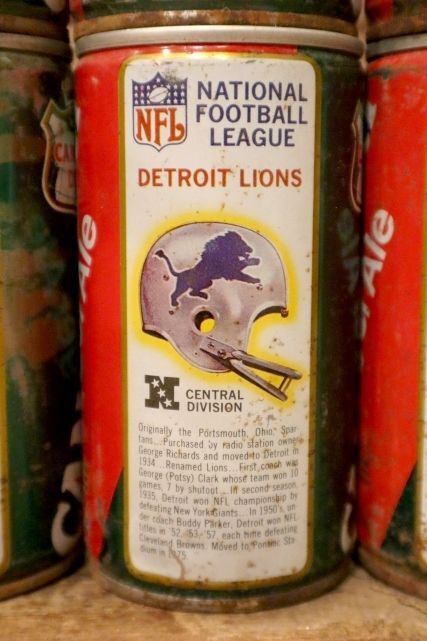 NFL
NATIONAL
FOOTBALL
LEAGUE
DETROIT LIONS
N
CENTRAL
DIVISION
Originally the Portsmouth, Ohio, Spar-
tans...Purchased by radio station owner
George Richards and moved to Detroit in
1934...Renamed Lions...First coach was
George (Potsy) Clark whose team won 10
games, 7 by shutout...In second season,
1935, Detroit won NFL championship by
defeating New York Giants...In 1950's, un-
der coach Buddy Parker, Detroit won NFL
titles in '52, '53, '57, each time defeating
Cleveland Browns. Moved to Pontiac Sta-
dium in 1975.
Ale
Ale